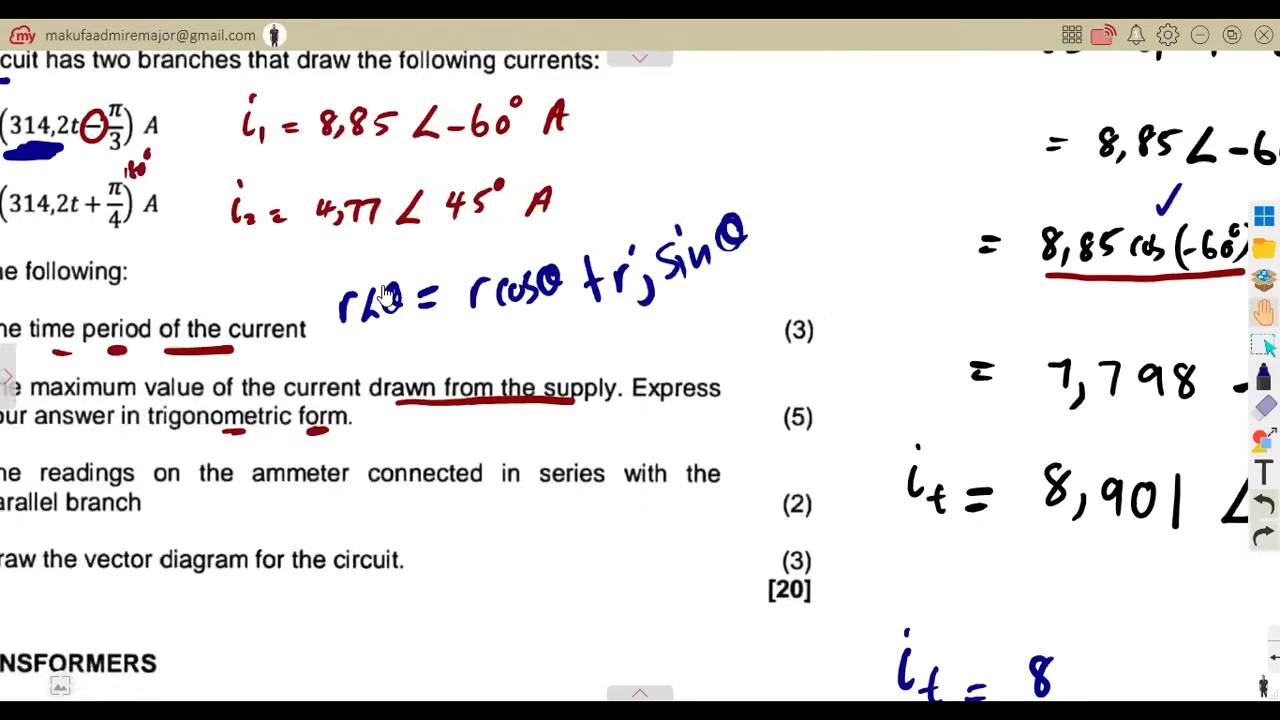 my makufaadmiremajor@gmail.com
cuit has two branches that draw the following currents:
(314,2t − π/3) A
i₁ = 8,85 ∠ -60° A
180°
(314,2t + π/4) A
i₂ = 4,77 ∠ 45° A
he following:
r∠θ = r cosθ + r j sinθ
he time period of the current (3)
he maximum value of the current drawn from the supply. Express
our answer in trigonometric form. (5)
he readings on the ammeter connected in series with the
arallel branch (2)
raw the vector diagram for the circuit. (3)
[20]
NSFORMERS
= 8,85 ∠ -6
= 8,85 cos (-60°)
= 7,798 -
iₜ = 8,901 ∠
iₜ = 8
T